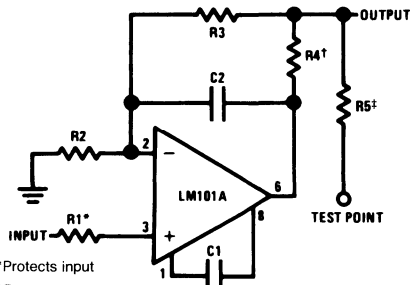 R3
OUTPUT
R4†
C2
R5‡
R2
2
−
LM101A
6
8
TEST POINT
R1*
INPUT
3
+
C1
1
*Protects input